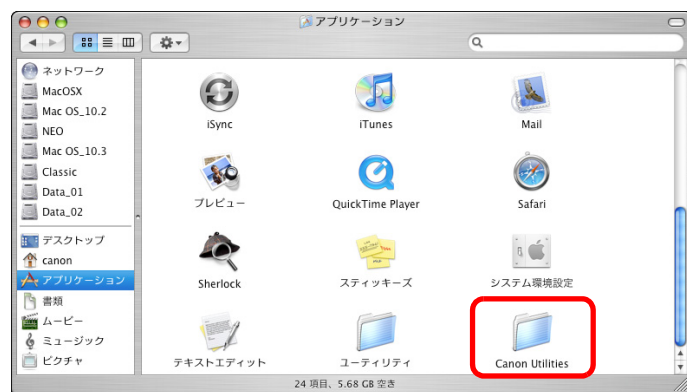 アプリケーション
ネットワーク
MacOSX
Mac OS_10.2
NEO
Mac OS_10.3
Classic
Data_01
Data_02
デスクトップ
canon
アプリケーション
書類
ムービー
ミュージック
ピクチャ
iSync
iTunes
Mail
プレビュー
QuickTime Player
Safari
Sherlock
スティッキーズ
システム環境設定
テキストエディット
ユーティリティ
Canon Utilities
24 項目、5.68 GB 空き